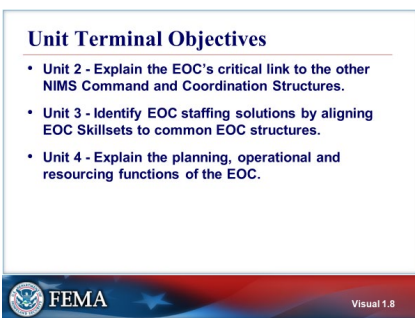 Unit Terminal Objectives
• Unit 2 - Explain the EOC's critical link to the other
NIMS Command and Coordination Structures.
• Unit 3 - Identify EOC staffing solutions by aligning
EOC Skillsets to common EOC structures.
• Unit 4 - Explain the planning, operational and
resourcing functions of the EOC.
FEMA
Visual 1.8